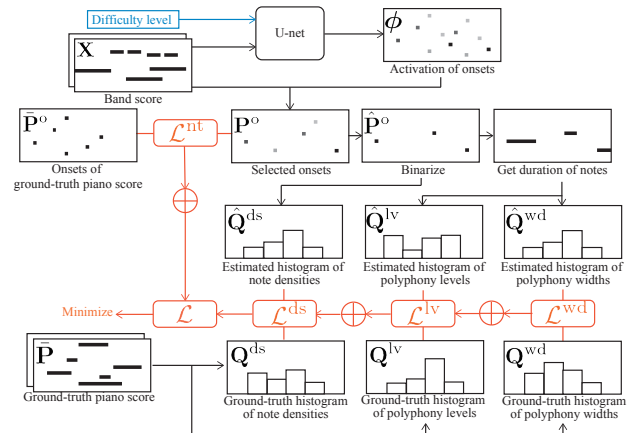 Difficulty level
U-net
X
ϕ
Band score
Activation of onsets
P̄ᵒ
𝓛ⁿᵗ
Pᵒ
P̂ᵒ
Onsets of
ground-truth piano score
Selected onsets
Binarize
Get duration of notes
Q̂ᵈˢ
Q̂ˡᵛ
Q̂ʷᵈ
Estimated histogram of
note densities
Estimated histogram of
polyphony levels
Estimated histogram of
polyphony widths
Minimize
𝓛
𝓛ᵈˢ
𝓛ˡᵛ
𝓛ʷᵈ
P̄
Qᵈˢ
Qˡᵛ
Qʷᵈ
Ground-truth piano score
Ground-truth histogram
of note densities
Ground-truth histogram
of polyphony levels
Ground-truth histogram
of polyphony widths